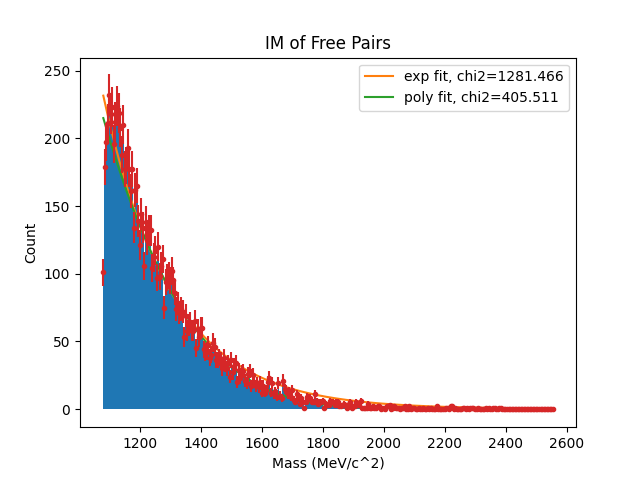 IM of Free Pairs
exp fit, chi2=1281.466
poly fit, chi2=405.511
250
200
150
100
50
0
Count
1200 1400 1600 1800 2000 2200 2400 2600
Mass (MeV/c^2)